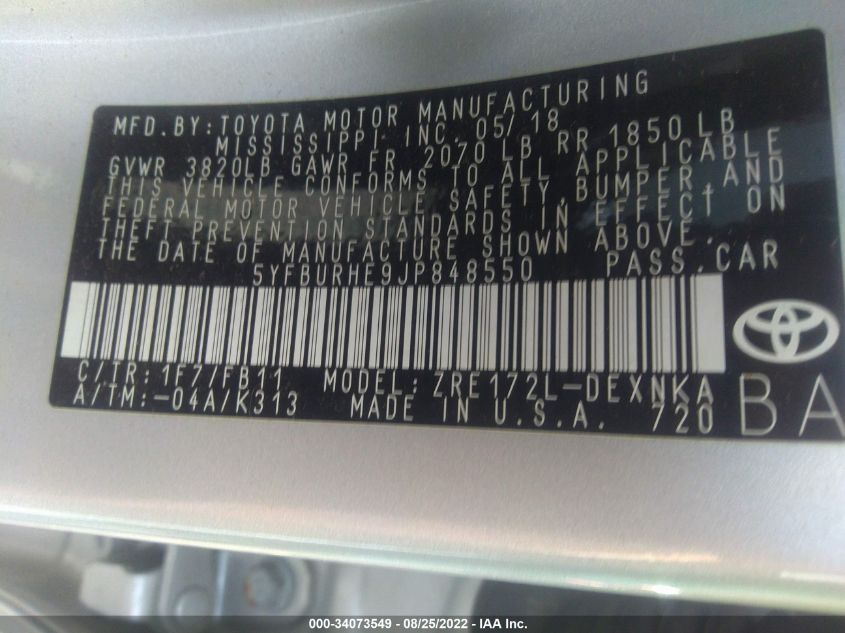 MFD.BY:TOYOTA MOTOR MANUFACTURING
MISSISSIPPI INC. 05/18
GVWR 3820LB GAWR FR 2070 LB RR 1850 LB
THIS VEHICLE CONFORMS TO ALL APPLICABLE
FEDERAL MOTOR VEHICLE SAFETY, BUMPER, AND
THEFT PREVENTION STANDARDS IN EFFECT ON
THE DATE OF MANUFACTURE SHOWN ABOVE.
5YFBURHE9JP848550 PASS.CAR
C/TR: 1F7/FB11 MODEL: ZRE172L-DEXNKA
A/TM:-04A/K313 MADE IN U.S.A. 720
BA
000-34073549 - 08/25/2022 - IAA Inc.